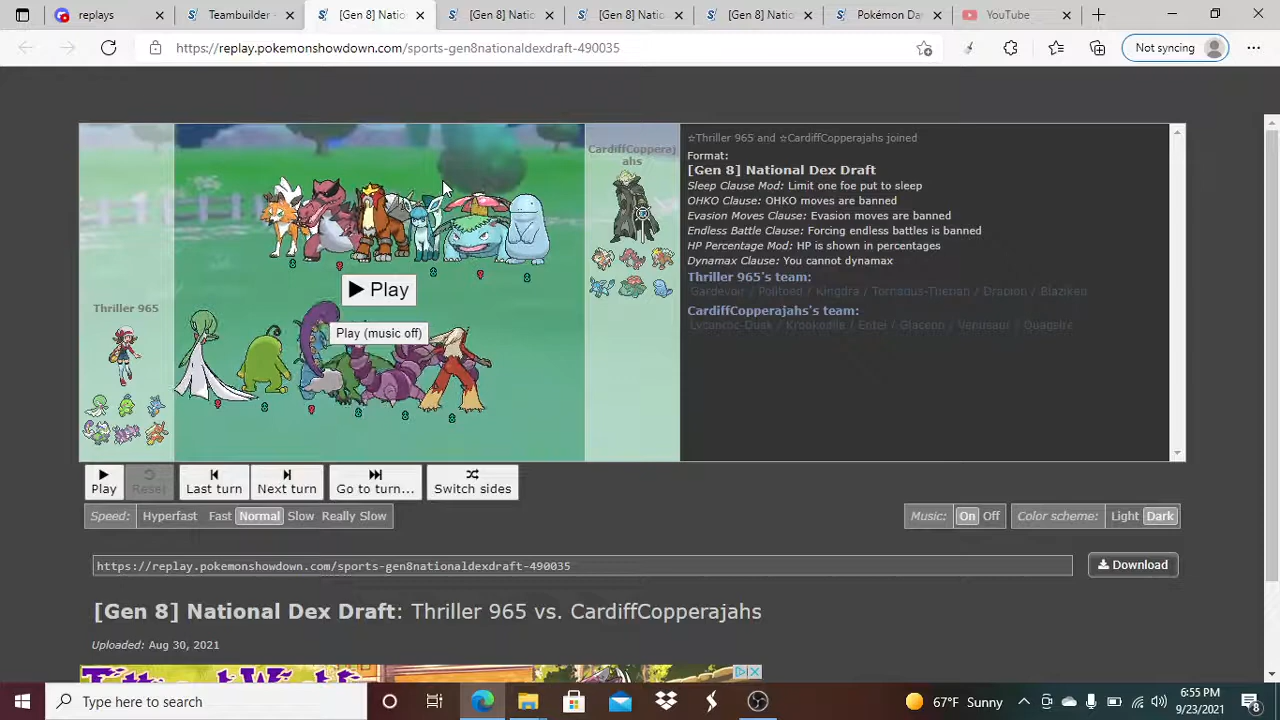 replays
Teambuilder -
[Gen 8] Natio
[Gen 8] Natio
[Gen 8] Natio
[Gen 8] Natio
Pokémon Da
YouTube
https://replay.pokemonshowdown.com/sports-gen8nationaldexdraft-490035
Not syncing
CardiffCopperaj
ahs
Thriller 965
Play
Play (music off)
☆Thriller 965 and ☆CardiffCopperajahs joined
Format:
[Gen 8] National Dex Draft
Sleep Clause Mod: Limit one foe put to sleep
OHKO Clause: OHKO moves are banned
Evasion Moves Clause: Evasion moves are banned
Endless Battle Clause: Forcing endless battles is banned
HP Percentage Mod: HP is shown in percentages
Dynamax Clause: You cannot dynamax
Thriller 965's team:
Gardevoir / Politoed / Kingdra / Tornadus-Therian / Drapion / Blaziken
CardiffCopperajahs's team:
Lycanroc-Dusk / Krookodile / Entei / Glaceon / Venusaur / Quagsire
Play
Reset
Last turn
Next turn
Go to turn...
Switch sides
Speed: Hyperfast Fast Normal Slow Really Slow
Music: On Off
Color scheme: Light Dark
https://replay.pokemonshowdown.com/sports-gen8nationaldexdraft-490035
Download
[Gen 8] National Dex Draft: Thriller 965 vs. CardiffCopperajahs
Uploaded: Aug 30, 2021
Type here to search
67°F Sunny
6:55 PM
9/23/2021
8